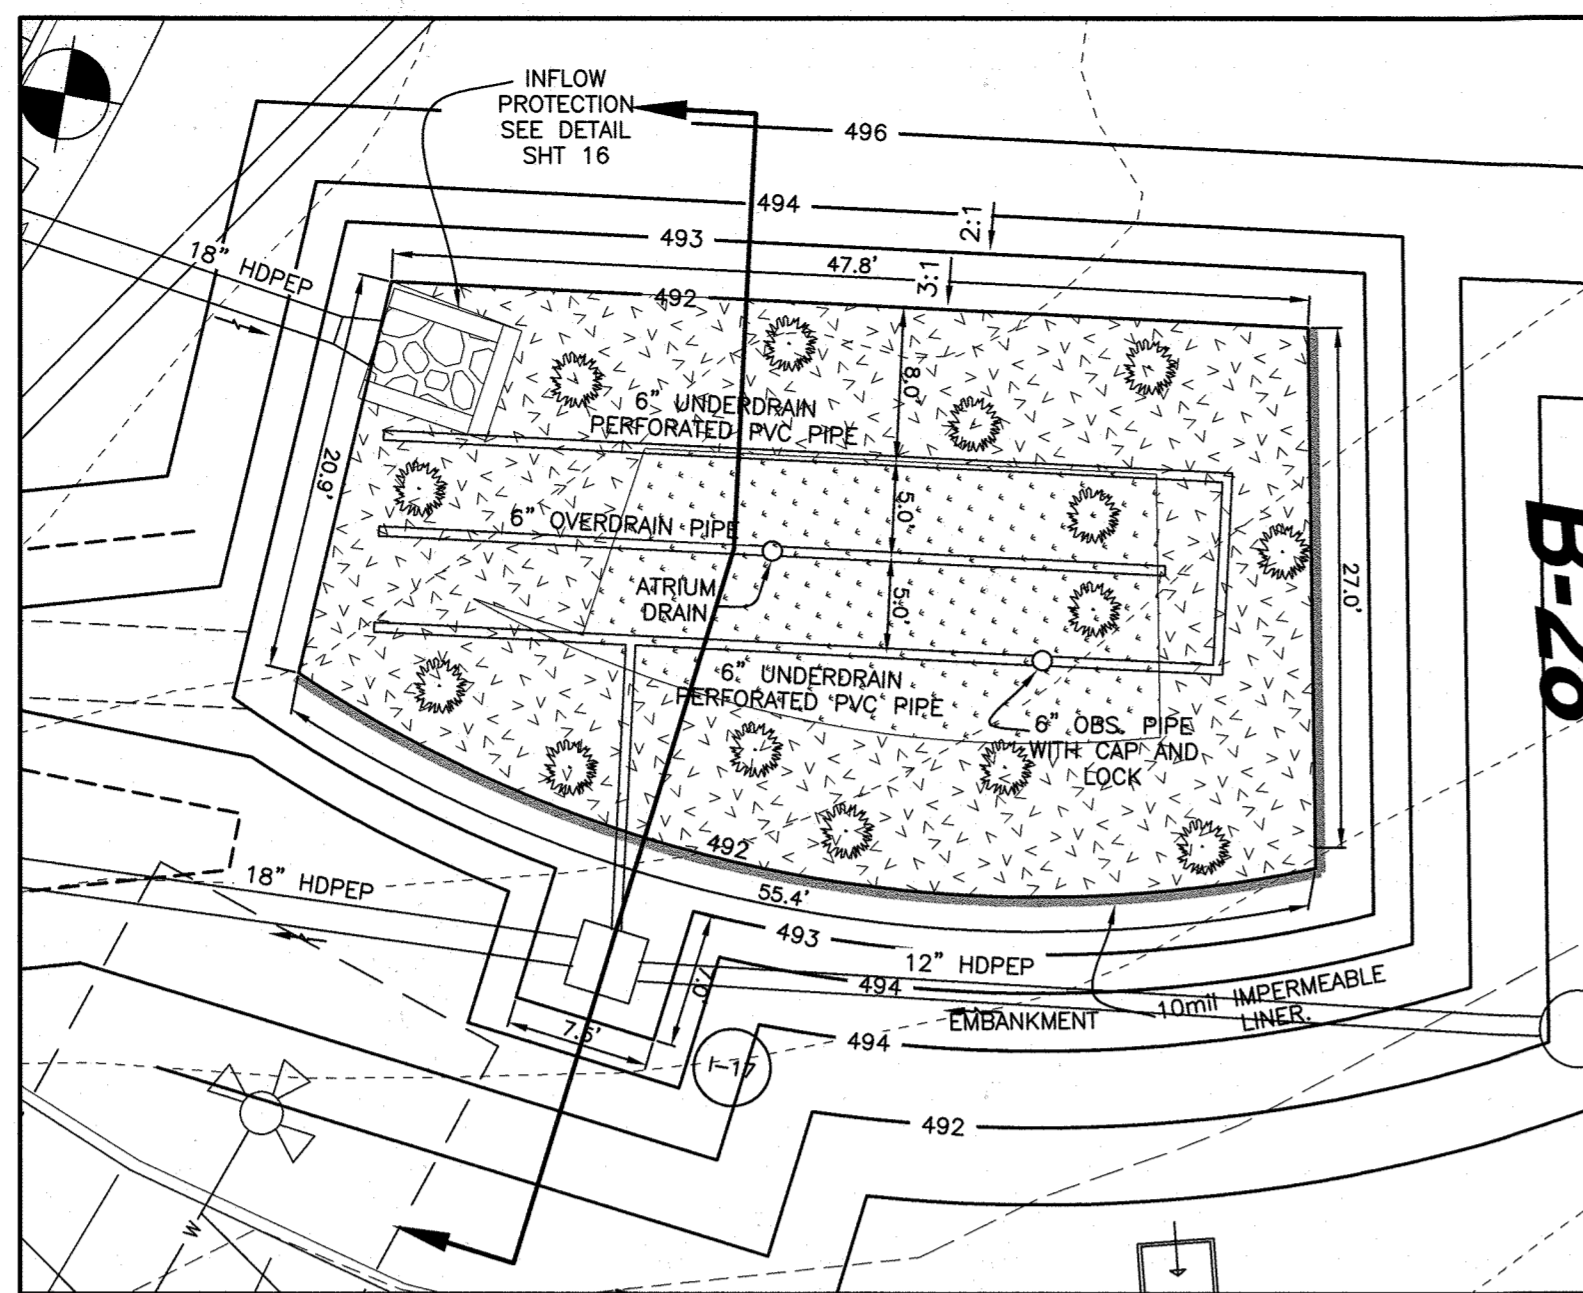 INFLOW
PROTECTION
SEE DETAIL
SHT 16
496
494
2:1
493
18" HDPEP
47.8'
3:1
492
8.0'
6" UNDERDRAIN
PERFORATED PVC PIPE
20.9'
5.0'
6" OVERDRAIN PIPE
B-20
ATRIUM
DRAIN
5.0'
27.0'
6" UNDERDRAIN
PERFORATED PVC PIPE
6" OBS. PIPE
WITH CAP AND
LOCK
492
18" HDPEP
55.4'
493
12" HDPEP
7.0'
494
10mil IMPERMEABLE
LINER.
EMBANKMENT
494
I-17
492
W